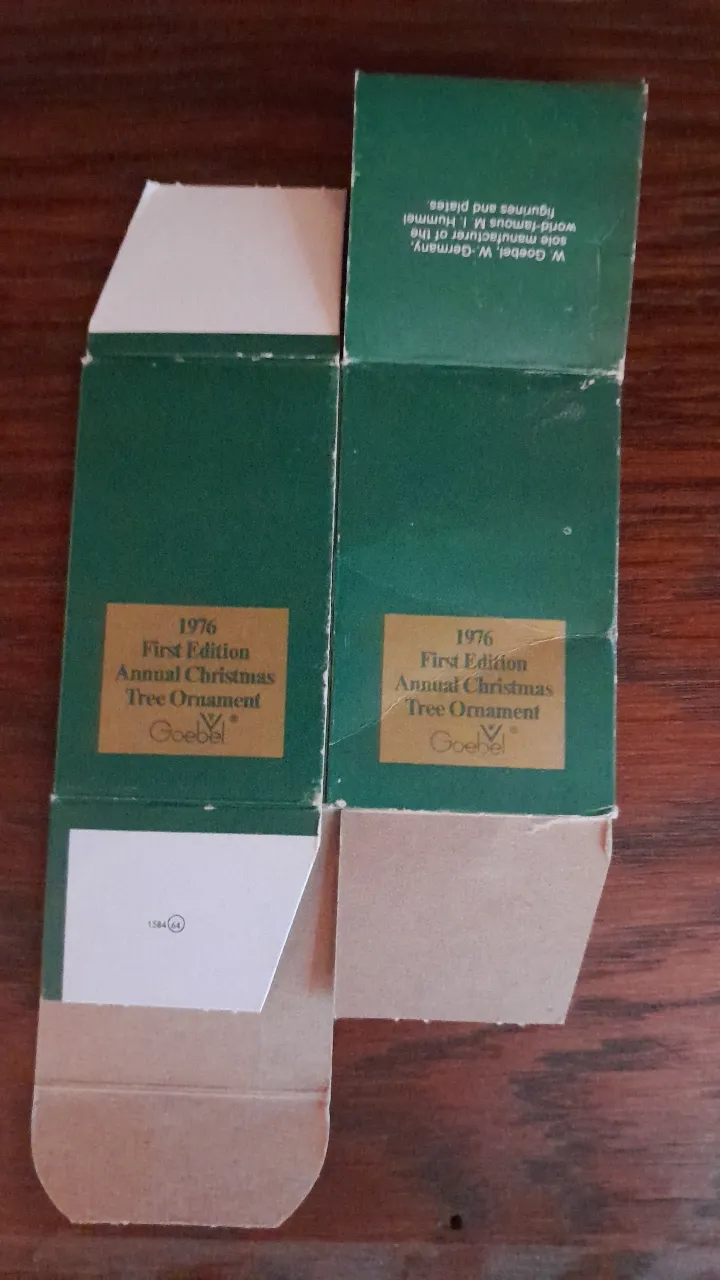 W. Goebel, W.-Germany,
sole manufacturer of the
world-famous M. I. Hummel
figurines and plates.
1976
First Edition
Annual Christmas
Tree Ornament
Goebel ®
1976
First Edition
Annual Christmas
Tree Ornament
Goebel ®
1584 64